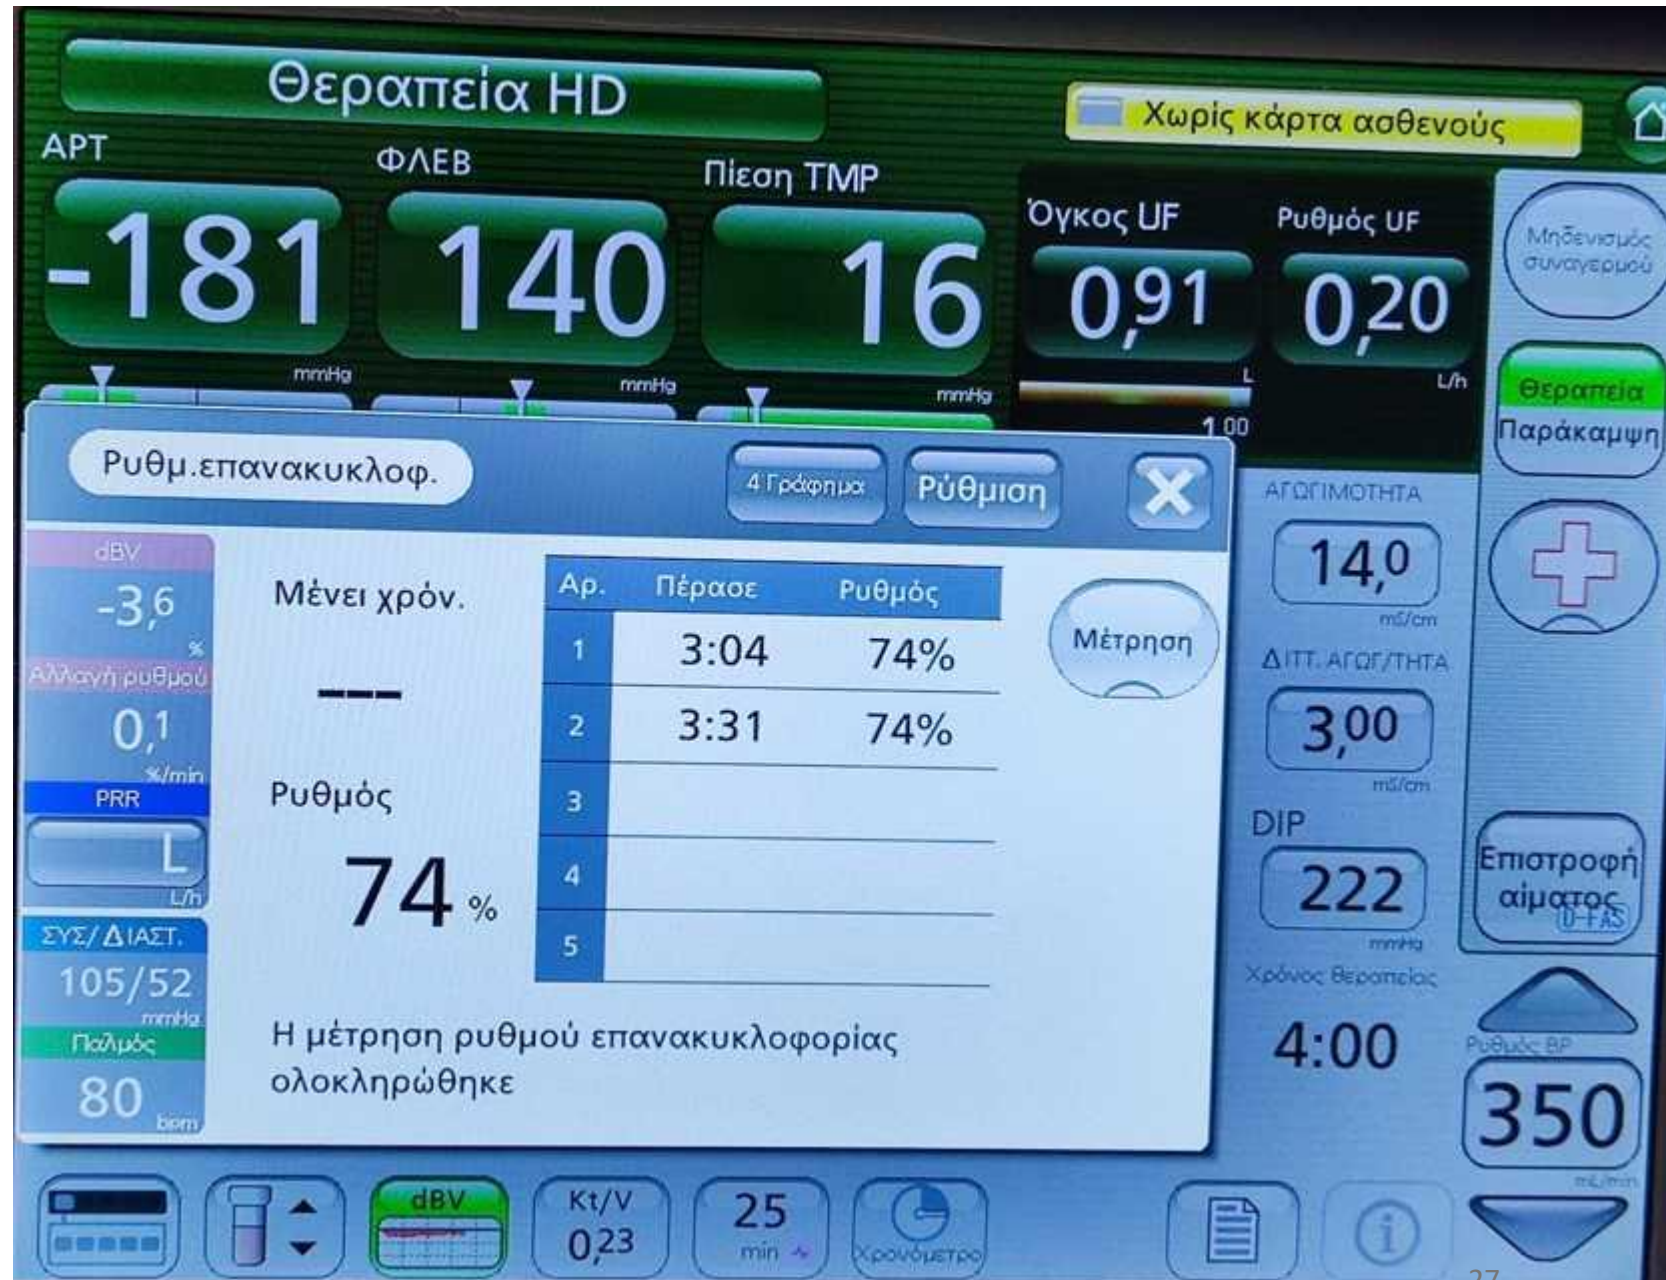 Θεραπεία HD
Χωρίς κάρτα ασθενούς
ΑΡΤ
ΦΛΕΒ
Πίεση TMP
Όγκος UF
Ρυθμός UF
Μηδενισμός
συναγερμού
-181
140
16
0,91
0,20
mmHg
mmHg
mmHg
L
L/h
1,00
Θεραπεία
Παράκαμψη
Ρυθμ.επανακυκλοφ.
4 Γράφημα
Ρύθμιση
ΑΓΩΓΙΜΟΤΗΤΑ
14,0
mS/cm
dBV
-3,6
%
Αλλαγή ρυθμού
0,1
%/min
PRR
L
L/h
ΣΥΣ/ΔΙΑΣΤ.
105/52
mmHg
Παλμός
80
bpm
Μένει χρόν.
---
Ρυθμός
74 %
Αρ. Πέρασε Ρυθμός
1 3:04 74%
2 3:31 74%
3
4
5
Μέτρηση
Η μέτρηση ρυθμού επανακυκλοφορίας
ολοκληρώθηκε
ΔΙΤΤ. ΑΓΩΓ/ΤΗΤΑ
3,00
mS/cm
DIP
222
mmHg
Χρόνος θεραπείας
4:00
Επιστροφή
αίματος
D-FAS
Ρυθμός BP
350
mL/min
dBV
Kt/V
0,23
25
min
Χρονόμετρο
27